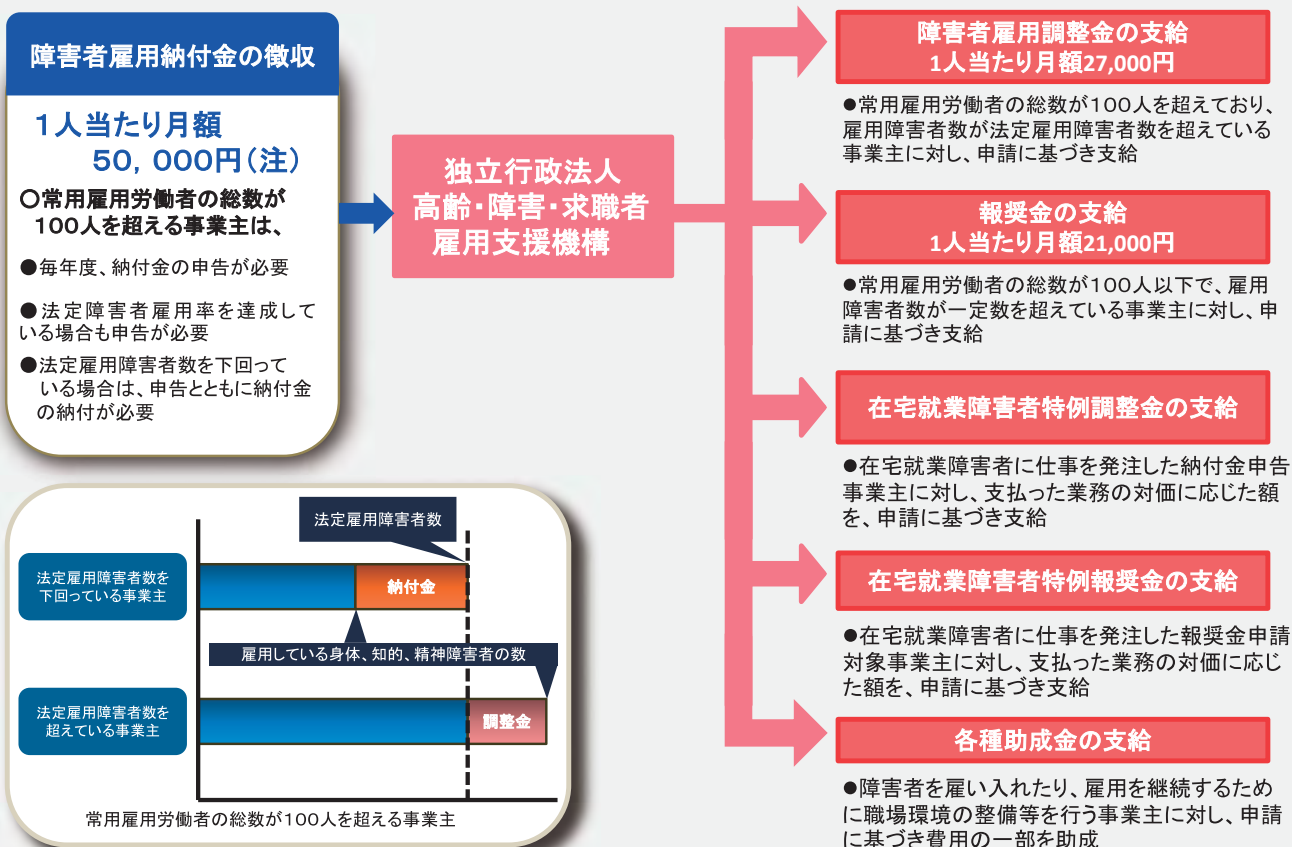 障害者雇用納付金の徴収
１人当たり月額
50，000円（注）
○常用雇用労働者の総数が
100人を超える事業主は、
●毎年度、納付金の申告が必要
●法定障害者雇用率を達成して
いる場合も申告が必要
●法定雇用障害者数を下回って
いる場合は、申告とともに納付金
の納付が必要
独立行政法人
高齢・障害・求職者
雇用支援機構
障害者雇用調整金の支給
1人当たり月額27,000円
●常用雇用労働者の総数が100人を超えており、
雇用障害者数が法定雇用障害者数を超えている
事業主に対し、申請に基づき支給
報奨金の支給
1人当たり月額21,000円
●常用雇用労働者の総数が100人以下で、雇用
障害者数が一定数を超えている事業主に対し、申
請に基づき支給
在宅就業障害者特例調整金の支給
●在宅就業障害者に仕事を発注した納付金申告
事業主に対し、支払った業務の対価に応じた額
を、申請に基づき支給
在宅就業障害者特例報奨金の支給
●在宅就業障害者に仕事を発注した報奨金申請
対象事業主に対し、支払った業務の対価に応じ
た額を、申請に基づき支給
各種助成金の支給
●障害者を雇い入れたり、雇用を継続するため
に職場環境の整備等を行う事業主に対し、申請
に基づき費用の一部を助成
法定雇用障害者数
法定雇用障害者数を
下回っている事業主
納付金
雇用している身体、知的、精神障害者の数
法定雇用障害者数を
超えている事業主
調整金
常用雇用労働者の総数が100人を超える事業主